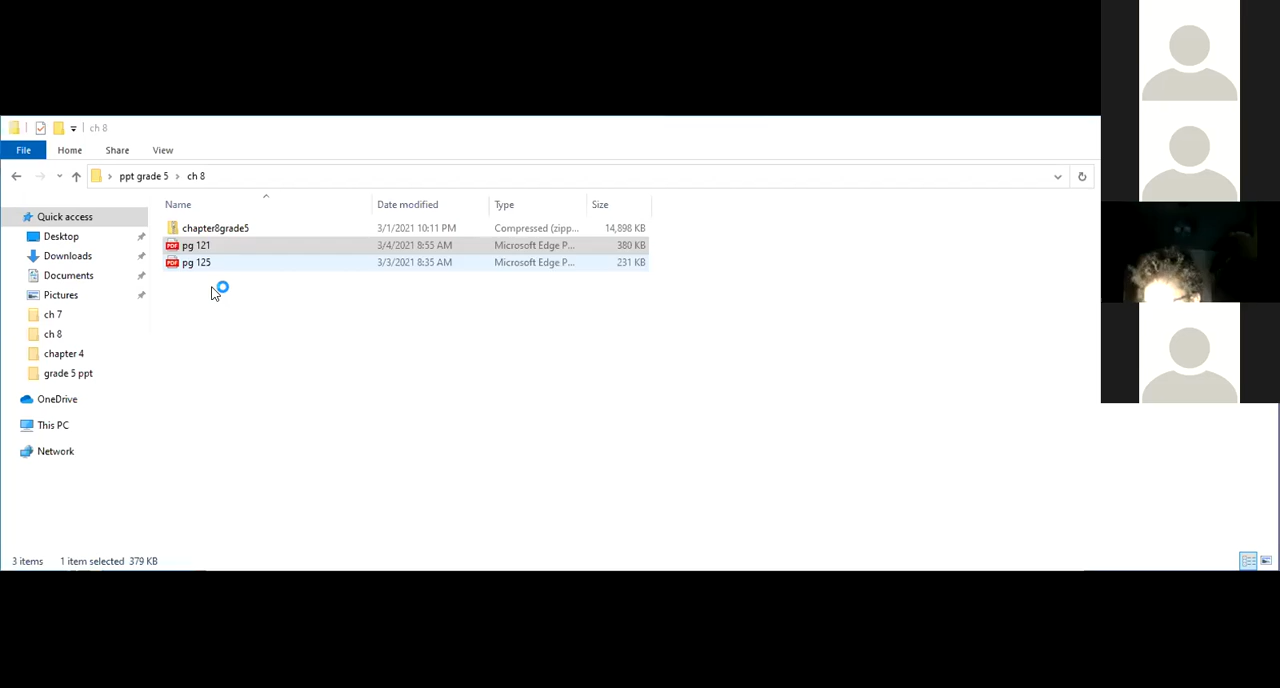 ch 8
File Home Share View
ppt grade 5 > ch 8
Name Date modified Type Size
Quick access
Desktop
Downloads
Documents
Pictures
ch 7
ch 8
chapter 4
grade 5 ppt
OneDrive
This PC
Network
chapter8grade5 3/1/2021 10:11 PM Compressed (zipp... 14,898 KB
PDF pg 121 3/4/2021 8:55 AM Microsoft Edge P... 380 KB
PDF pg 125 3/3/2021 8:35 AM Microsoft Edge P... 231 KB
3 items 1 item selected 379 KB